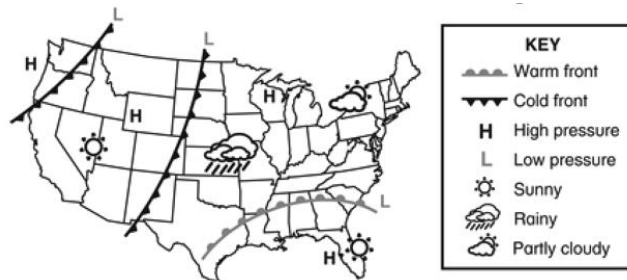 L
L
H
H
H
L
H
KEY
Warm front
Cold front
H High pressure
L Low pressure
Sunny
Rainy
Partly cloudy